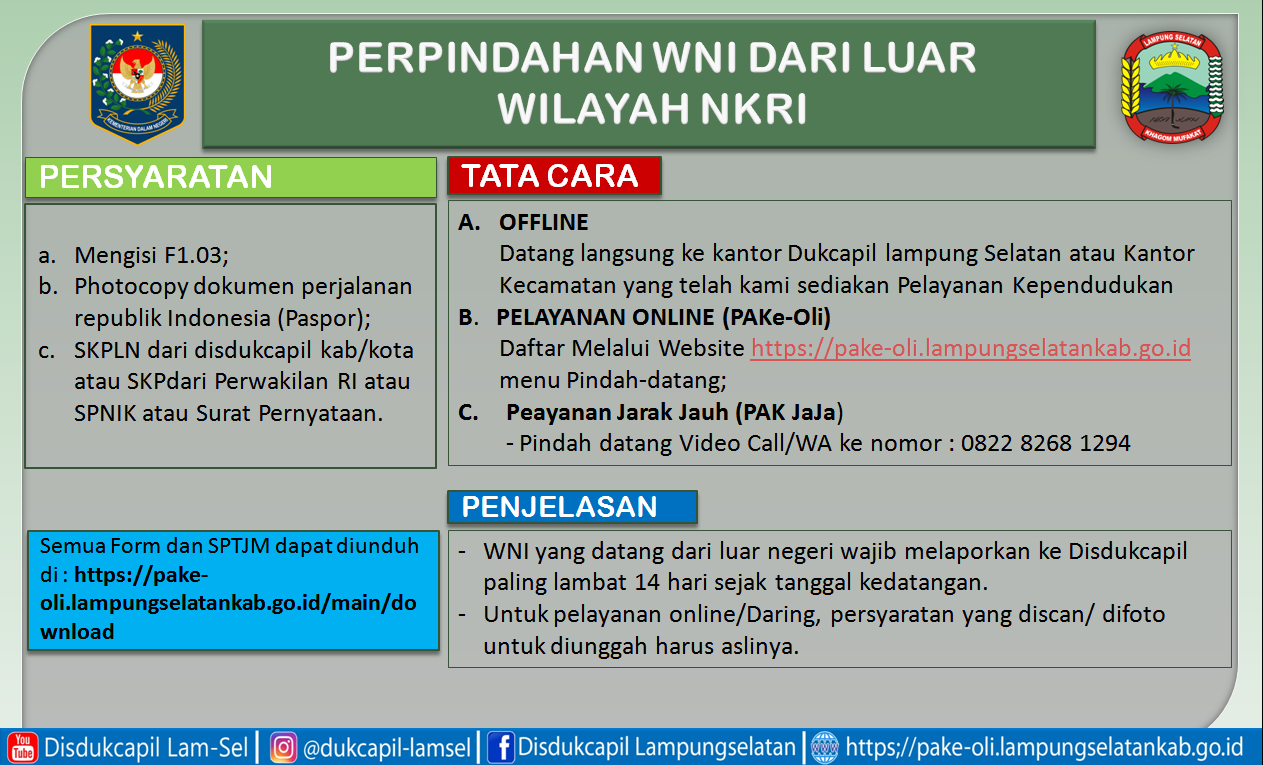 PERPINDAHAN WNI DARI LUAR
WILAYAH NKRI
KEMENTERIAN DALAM NEGERI
LAMPUNG SELATAN
KHAGOM MUFAKAT
PERSYARATAN
a. Mengisi F1.03;
b. Photocopy dokumen perjalanan
republik Indonesia (Paspor);
c. SKPLN dari disdukcapil kab/kota
atau SKPdari Perwakilan RI atau
SPNIK atau Surat Pernyataan.
Semua Form dan SPTJM dapat diunduh
di : https://pake-
oli.lampungselatankab.go.id/main/do
wnload
TATA CARA
A. OFFLINE
Datang langsung ke kantor Dukcapil lampung Selatan atau Kantor
Kecamatan yang telah kami sediakan Pelayanan Kependudukan
B. PELAYANAN ONLINE (PAKe-Oli)
Daftar Melalui Website https://pake-oli.lampungselatankab.go.id
menu Pindah-datang;
C. Peayanan Jarak Jauh (PAK JaJa)
- Pindah datang Video Call/WA ke nomor : 0822 8268 1294
PENJELASAN
- WNI yang datang dari luar negeri wajib melaporkan ke Disdukcapil
paling lambat 14 hari sejak tanggal kedatangan.
- Untuk pelayanan online/Daring, persyaratan yang discan/ difoto
untuk diunggah harus aslinya.
You Tube Disdukcapil Lam-Sel | @dukcapil-lamsel | Disdukcapil Lampungselatan | https;//pake-oli.lampungselatankab.go.id